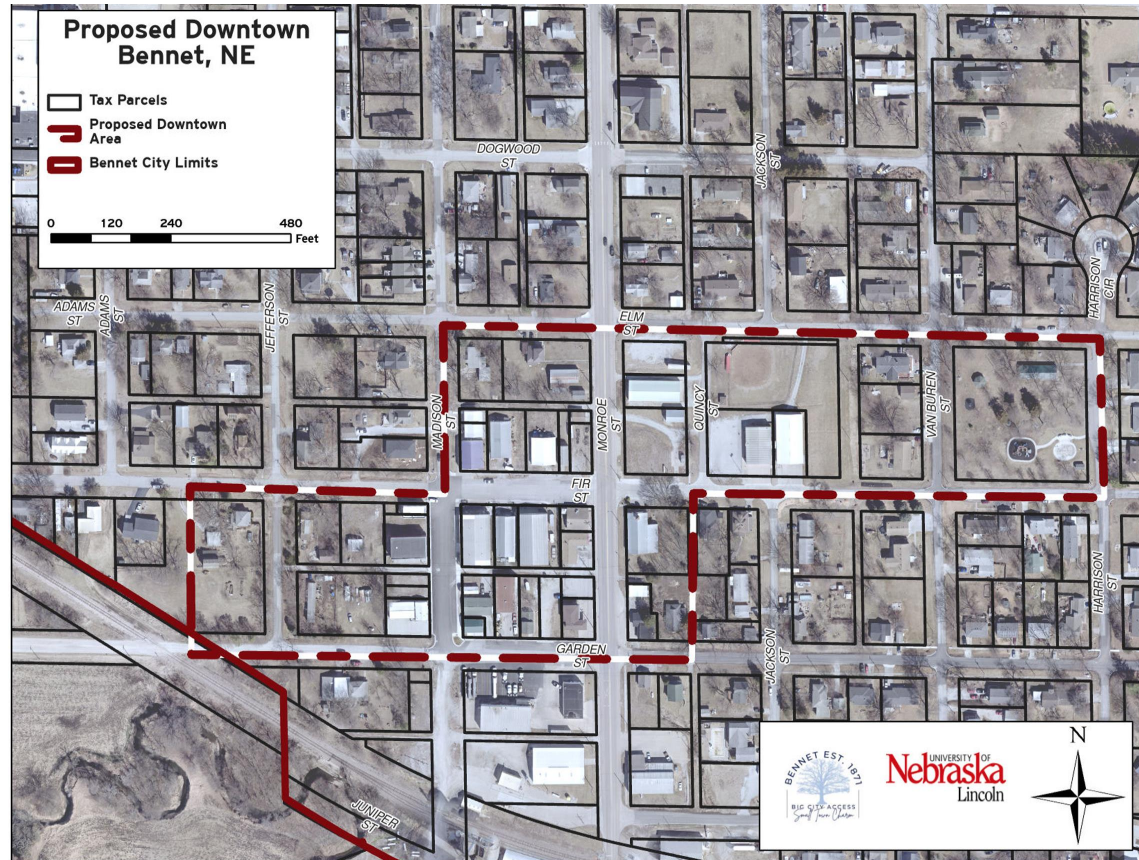 Proposed Downtown
Bennet, NE
Tax Parcels
Proposed Downtown
Area
Bennet City Limits
0 120 240 480
Feet
DOGWOOD
ST
JACKSON
ST
ADAMS
ST
ADAMS
ST
JEFFERSON
ST
ELM
ST
HARRISON
CIR
MADISON
ST
MONROE
ST
QUINCY
ST
VAN BUREN
ST
FIR
ST
HARRISON
ST
GARDEN
ST
JACKSON
ST
JUNIPER
ST
BENNET EST. 1871
BIG CITY ACCESS
Small Town Charm
UNIVERSITY OF
Nebraska
Lincoln
N